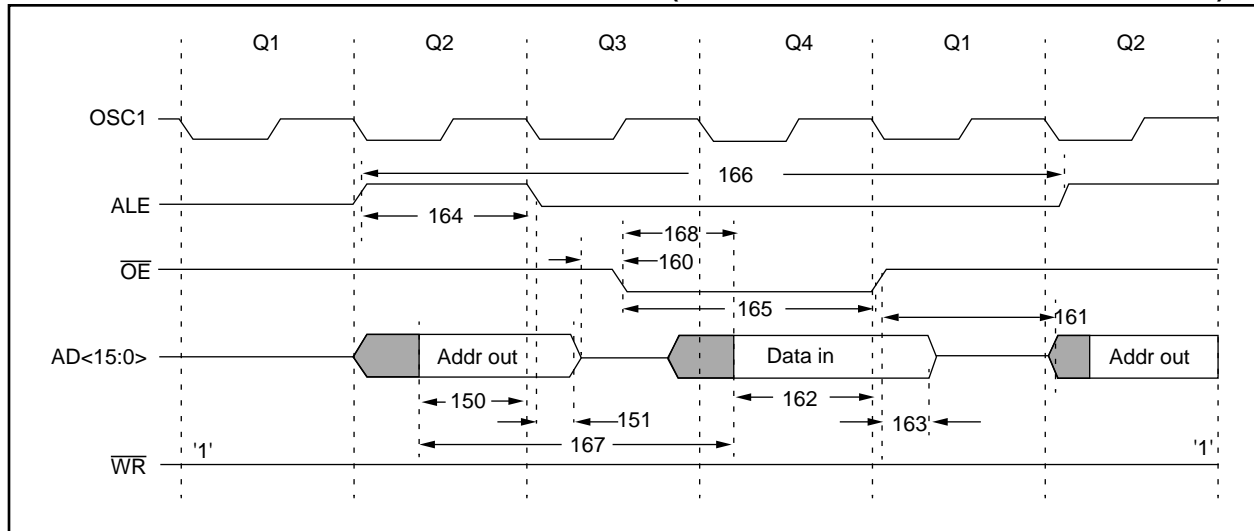 Q1 Q2 Q3 Q4 Q1 Q2
OSC1
166
ALE
164
168
OE
160
165
161
AD<15:0>
Addr out
Data in
Addr out
150
162
151
163
167
'1'
'1'
WR